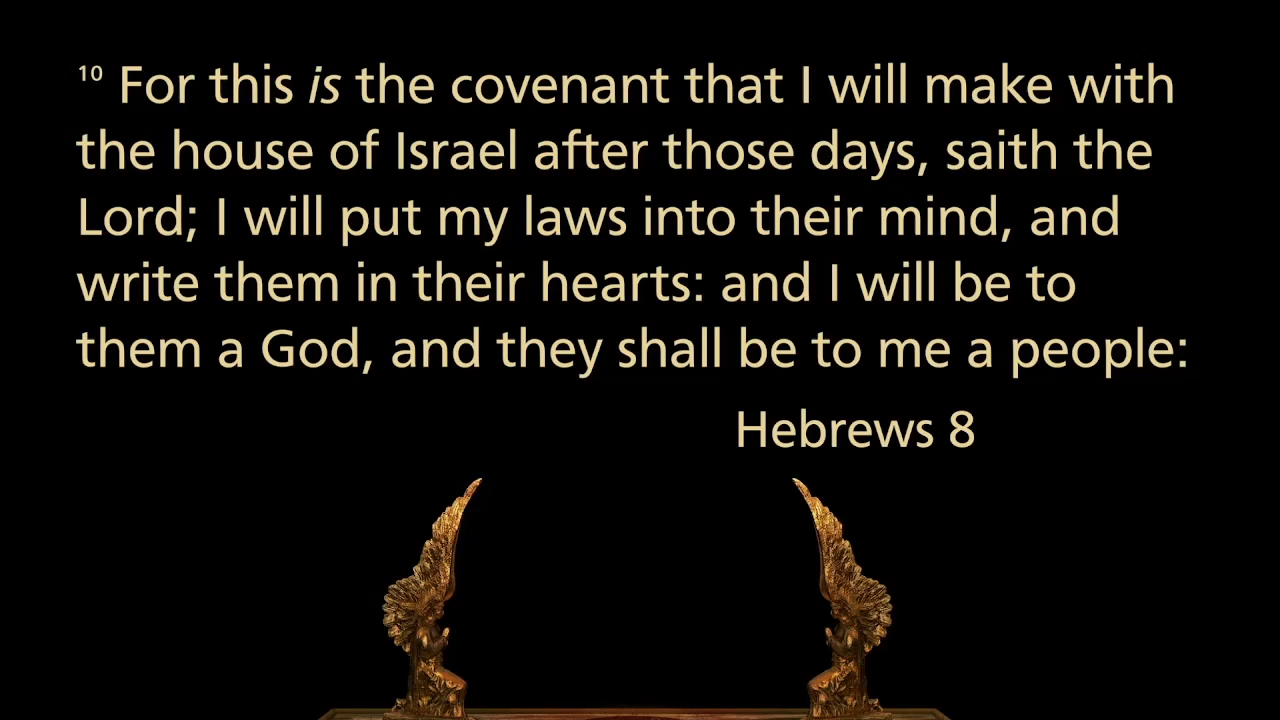 10 For this is the covenant that I will make with
the house of Israel after those days, saith the
Lord; I will put my laws into their mind, and
write them in their hearts: and I will be to
them a God, and they shall be to me a people:
Hebrews 8